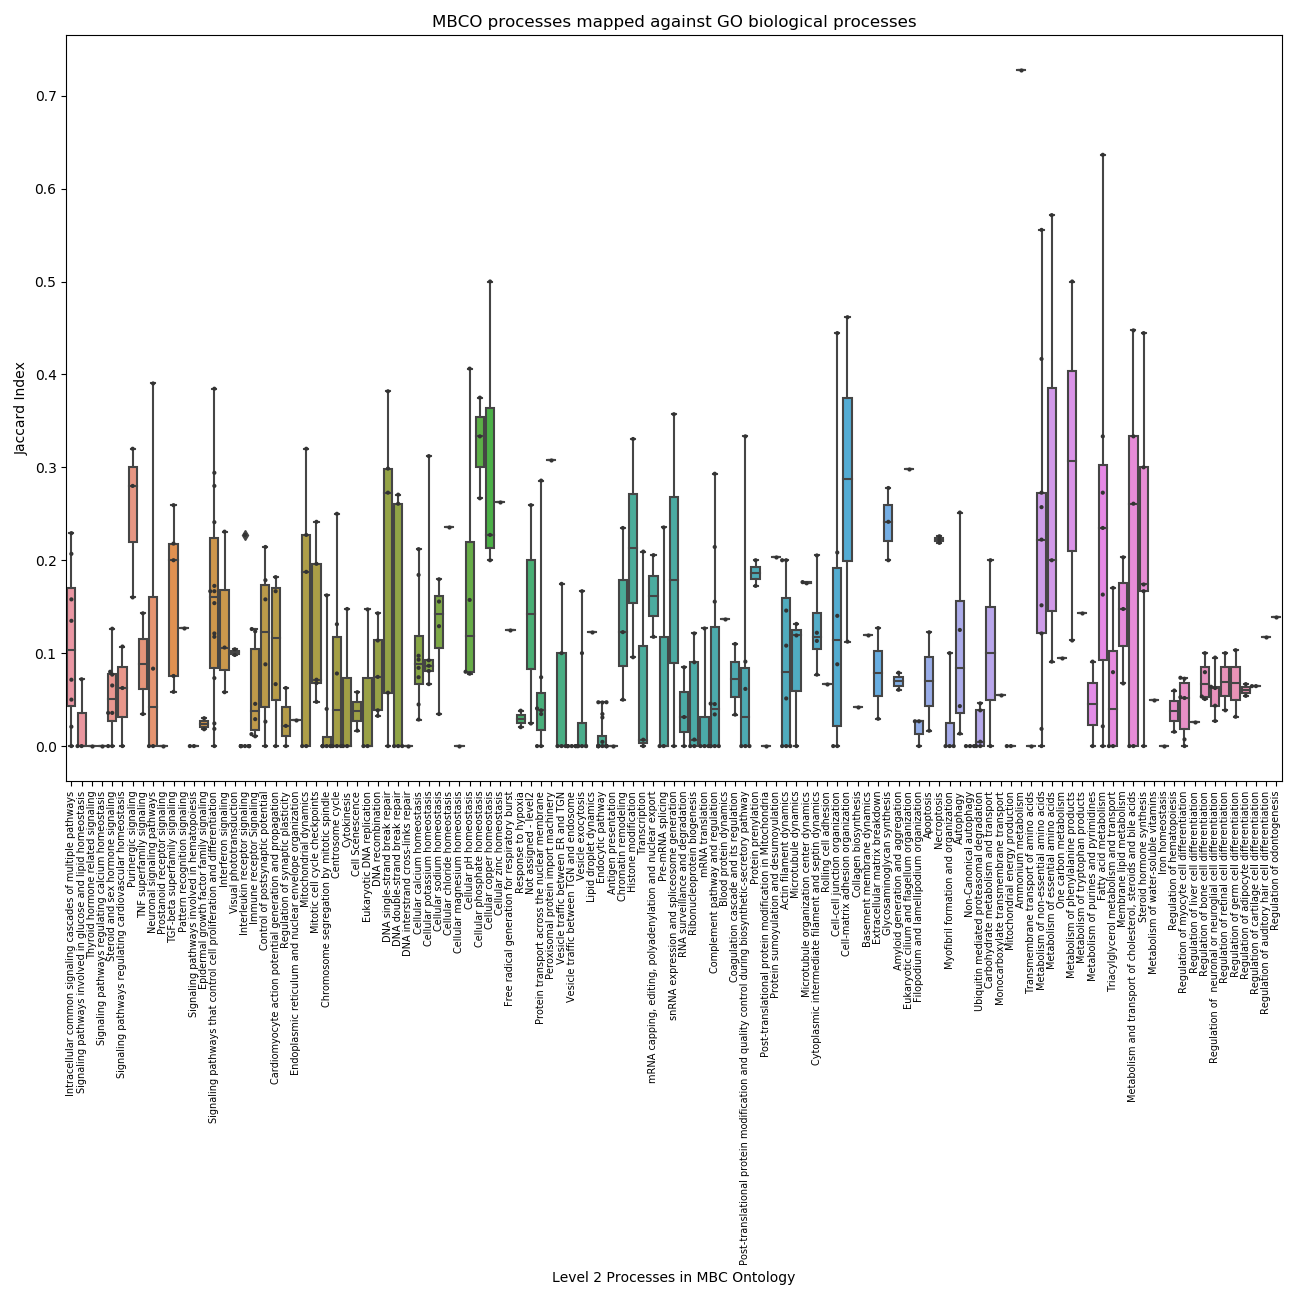 MBCO processes mapped against GO biological processes
Jaccard Index
0.7
0.6
0.5
0.4
0.3
0.2
0.1
0.0
Intracellular common signaling cascades of multiple pathways
Signaling pathways involved in glucose and lipid homeostasis
Thyroid hormone related signaling
Signaling pathways regulating calcium homeostasis
Steroid and sex hormone signaling
Signaling pathways regulating cardiovascular homeostasis
Purinergic signaling
TNF superfamily signaling
Neuronal signaling pathways
Prostanoid receptor signaling
TGF-beta superfamily signaling
Pattern recognition signaling
Signaling pathways involved in hematopoiesis
Epidermal growth factor family signaling
Signaling pathways that control cell proliferation and differentiation
Interferon signaling
Visual phototransduction
Interleukin receptor signaling
Immune receptor signaling
Control of postsynaptic potential
Cardiomyocyte action potential generation and propagation
Regulation of synaptic plasticity
Endoplasmic reticulum and nuclear envelope organization
Mitochondrial dynamics
Mitotic cell cycle checkpoints
Chromosome segregation by mitotic spindle
Centrosome cycle
Cytokinesis
Cell Scenescence
Eukaryotic DNA replication
DNA recombination
DNA single-strand break repair
DNA double-strand break repair
DNA interstrand cross-links repair
Cellular calcium homeostasis
Cellular potassium homeostasis
Cellular sodium homeostasis
Cellular chloride homeostasis
Cellular magnesium homeostasis
Cellular pH homeostasis
Cellular phosphate homeostasis
Cellular copper homeostasis
Cellular zinc homeostasis
Free radical generation for respiratory burst
Response to hypoxia
Not assigned - level2
Protein transport across the nuclear membrane
Peroxisomal protein import machinery
Vesicle traffic between ER and TGN
Vesicle traffic between TGN and endosome
Vesicle exocytosis
Lipid droplet dynamics
Endocytic pathway
Antigen presentation
Chromatin remodeling
Histone modification
Transcription
mRNA capping, editing, polyadenylation and nuclear export
Pre-mRNA splicing
snRNA expression and spliceosome generation
RNA surveillance and degradation
Ribonucleoprotein biogenesis
mRNA translation
Complement pathway and regulation
Blood protein dynamics
Coagulation cascade and its regulation
Post-translational protein modification and quality control during biosynthetic-secretory pathway
Protein prenylation
Post-translational protein modification in Mitochondria
Protein sumoylation and desumoylation
Actin filament dynamics
Microtubule dynamics
Microtubule organization center dynamics
Cytoplasmic intermediate filament and septin dynamics
Rolling cell adhesion
Cell-cell junction organization
Cell-matrix adhesion organization
Collagen biosynthesis
Basement membrane dynamics
Extracellular matrix breakdown
Glycosaminoglycan synthesis
Amyloid generation and aggregation
Eukaryotic cilium and flagellum organization
Filopodium and lamellipodium organization
Apoptosis
Necroptosis
Myofibril formation and organization
Autophagy
Non-Canonical autophagy
Ubiquitin mediated proteasonal degradation
Carbohydrate metabolism and transport
Monocarboxylate transmembrane transport
Mitochondrial energy production
Amonium metabolism
Transmembrane transport of amino acids
Metabolism of non-essential amino acids
Metabolism of essential amino acids
One carbon metabolism
Metabolism of phenylalanine products
Metabolism of tryptophan products
Metabolism of purines and pyrimidines
Fatty acid metabolism
Triacylglycerol metabolism and transport
Membrane lipid metabolism
Metabolism and transport of cholesterol, steroids and bile acids
Steroid hormone synthesis
Metabolism of water-soluble vitamins
Iron homeostasis
Regulation of hematopoiesis
Regulation of myocyte cell differentiation
Regulation of liver cell differentiation
Regulation of bone cell differentiation
Regulation of neuronal or neuroglial cell differentiation
Regulation of retinal cell differentiation
Regulation of germ cell differentiation
Regulation of adipocyte differentiation
Regulation of cartilage cell differentiation
Regulation of auditory hair cell differentiation
Regulation of odontogenesis
Level 2 Processes in MBC Ontology